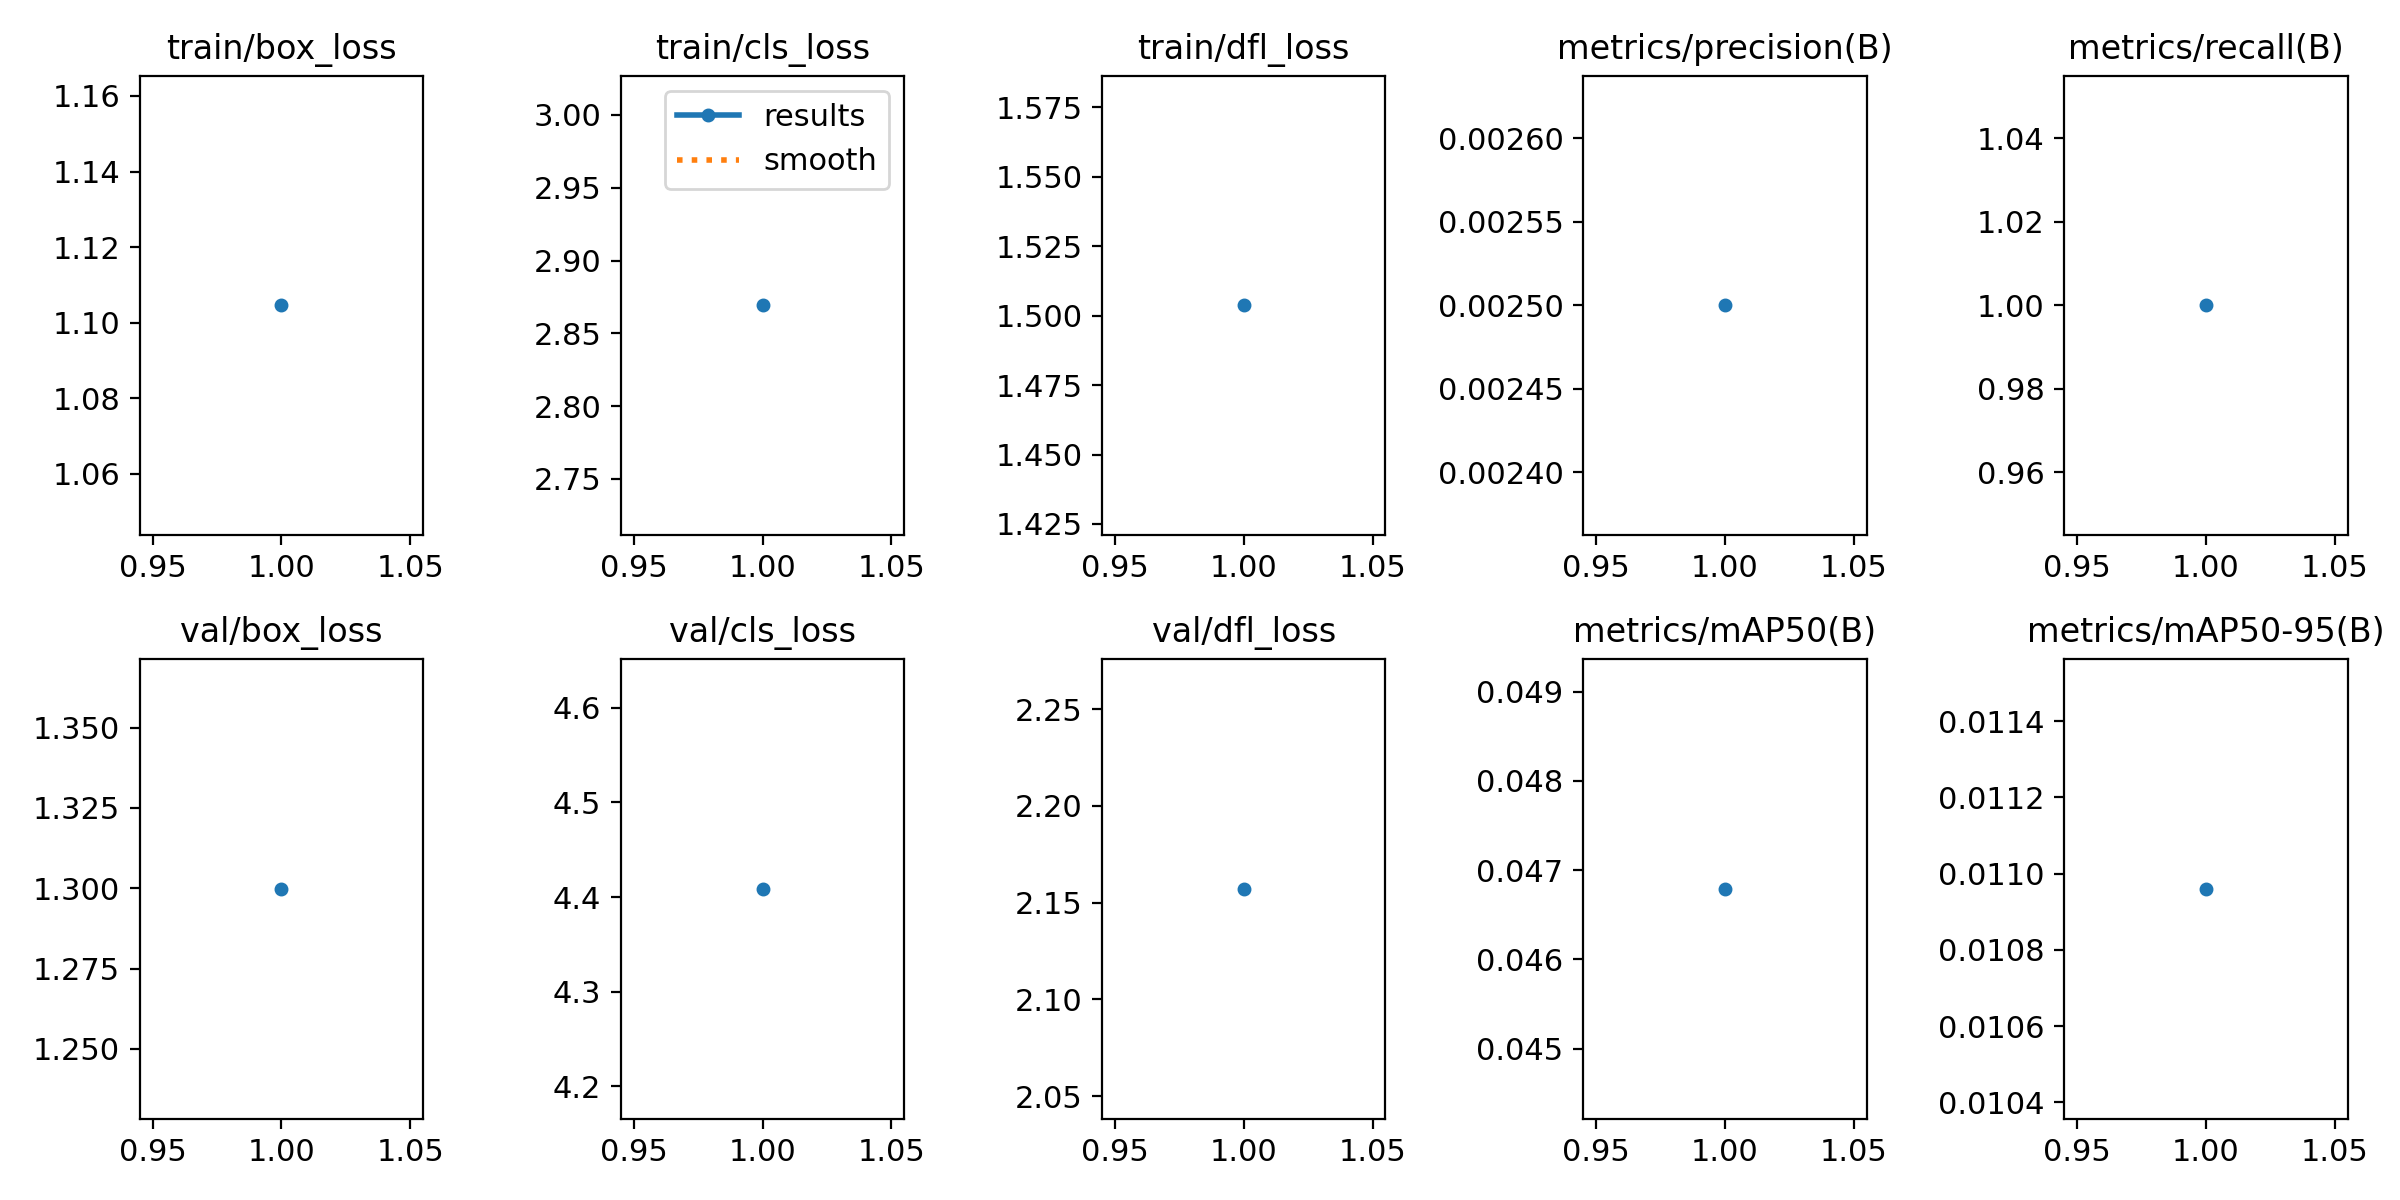 train/box_loss
1.16
1.14
1.12
1.10
1.08
1.06
0.95 1.00 1.05
train/cls_loss
results
smooth
3.00
2.95
2.90
2.85
2.80
2.75
0.95 1.00 1.05
train/dfl_loss
1.575
1.550
1.525
1.500
1.475
1.450
1.425
0.95 1.00 1.05
metrics/precision(B)
0.00260
0.00255
0.00250
0.00245
0.00240
0.95 1.00 1.05
metrics/recall(B)
1.04
1.02
1.00
0.98
0.96
0.95 1.00 1.05
val/box_loss
1.350
1.325
1.300
1.275
1.250
0.95 1.00 1.05
val/cls_loss
4.6
4.5
4.4
4.3
4.2
0.95 1.00 1.05
val/dfl_loss
2.25
2.20
2.15
2.10
2.05
0.95 1.00 1.05
metrics/mAP50(B)
0.049
0.048
0.047
0.046
0.045
0.95 1.00 1.05
metrics/mAP50-95(B)
0.0114
0.0112
0.0110
0.0108
0.0106
0.0104
0.95 1.00 1.05